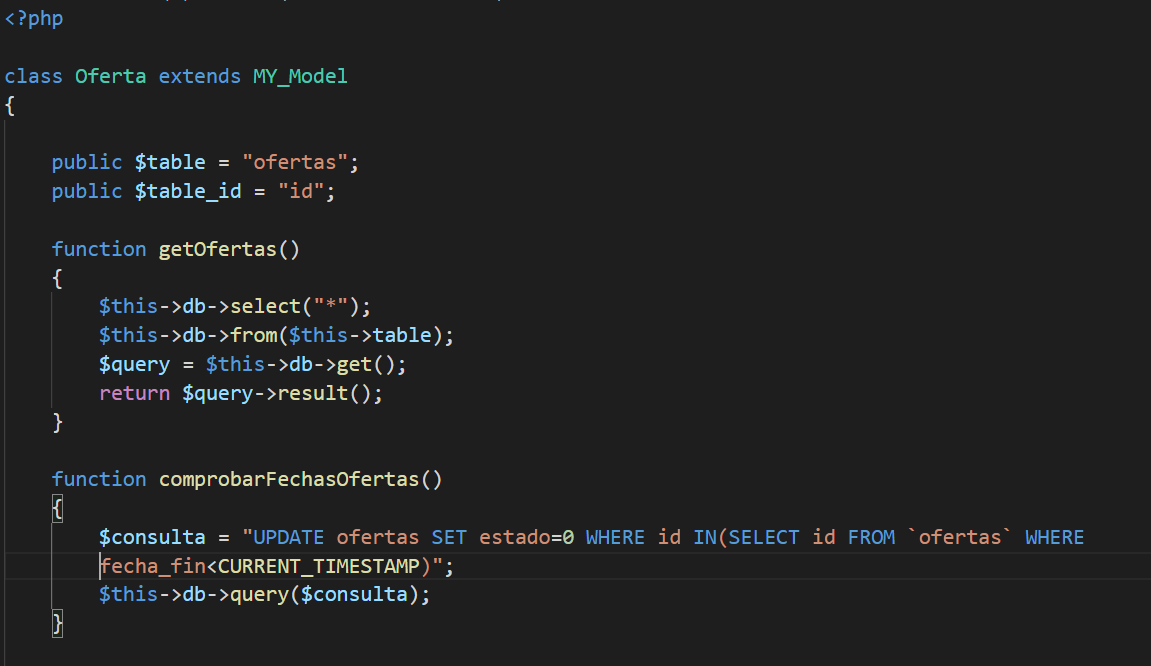 <?php
class Oferta extends MY_Model
{
public $table = "ofertas";
public $table_id = "id";
function getOfertas()
{
$this->db->select("*");
$this->db->from($this->table);
$query = $this->db->get();
return $query->result();
}
function comprobarFechasOfertas()
{
$consulta = "UPDATE ofertas SET estado=0 WHERE id IN(SELECT id FROM `ofertas` WHERE
fecha_fin<CURRENT_TIMESTAMP)";
$this->db->query($consulta);
}